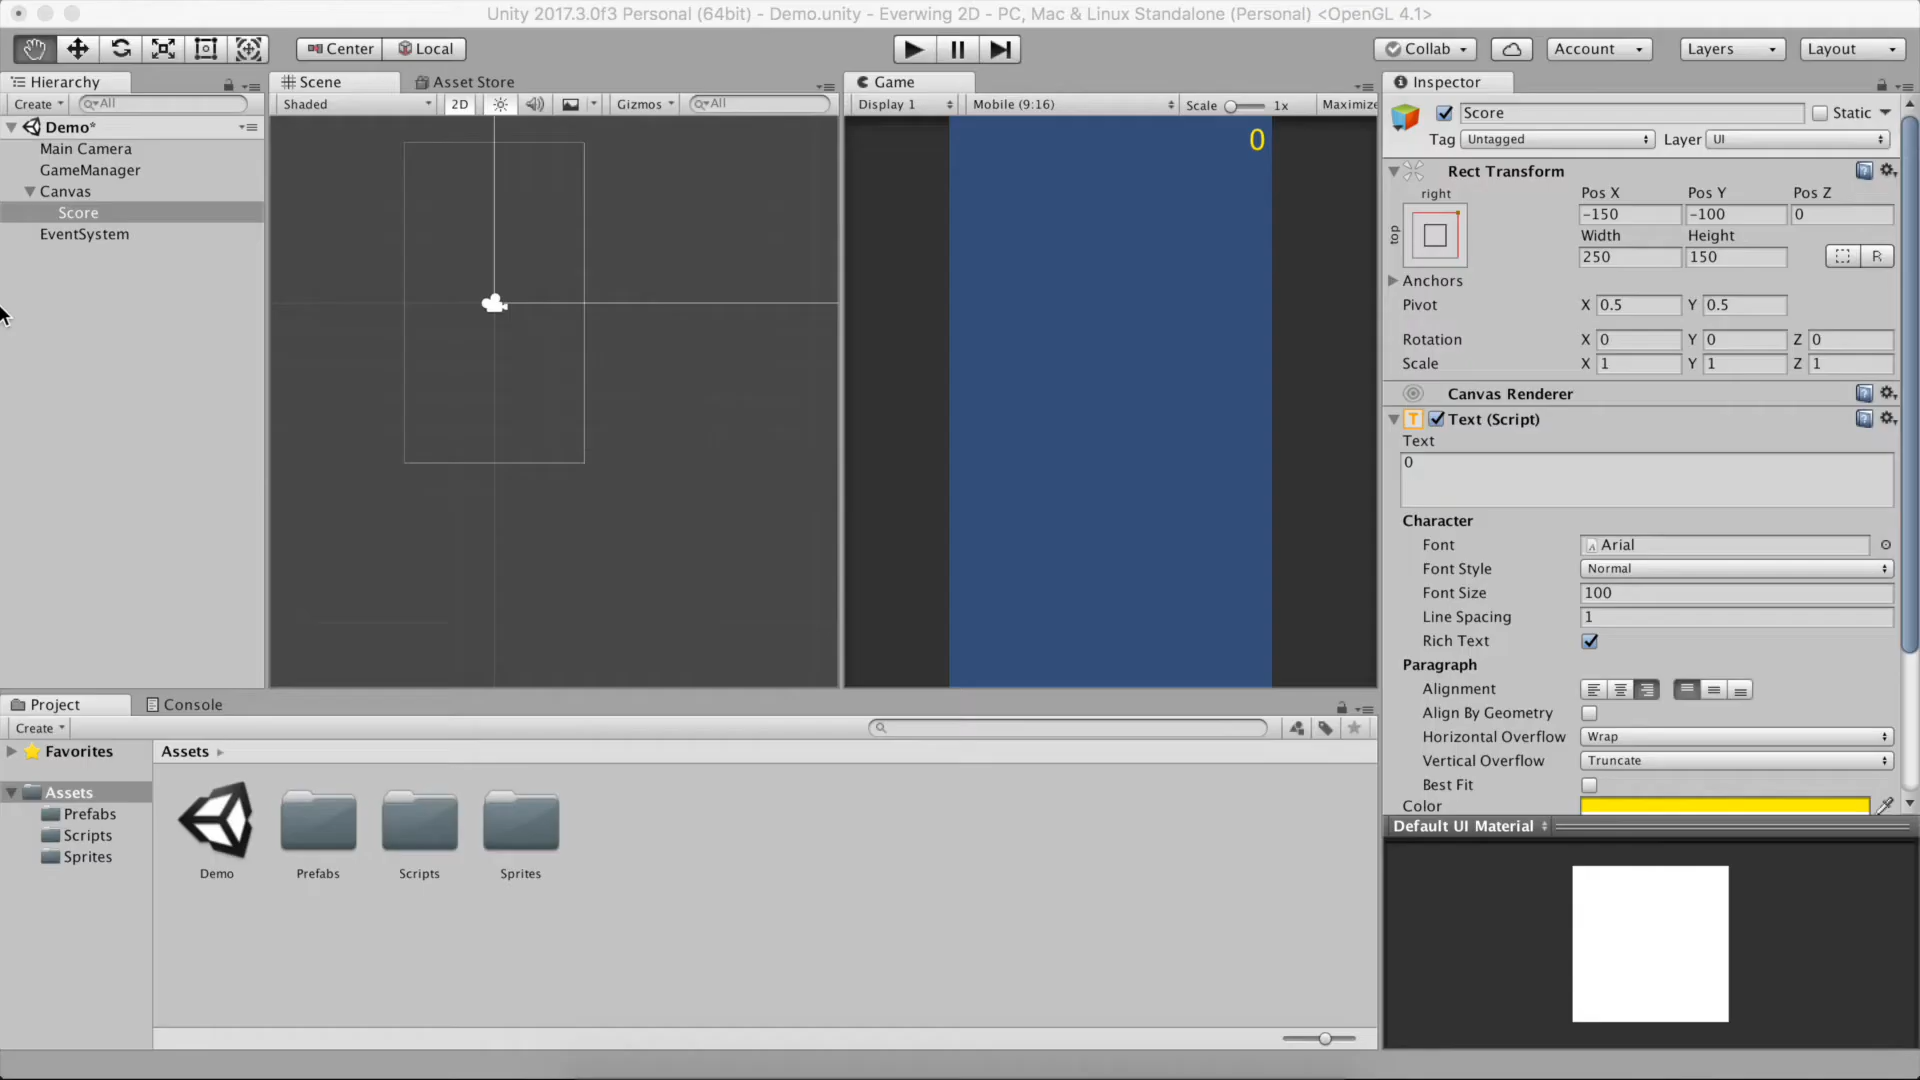 Unity 2017.3.0f3 Personal (64bit) - Demo.unity - Everwing 2D - PC, Mac & Linux Standalone (Personal) <OpenGL 4.1>
Center Local Collab Account Layers Layout
Hierarchy Scene Asset Store Game Inspector
Create All Shaded 2D Gizmos All Display 1 Mobile (9:16) Scale 1x Maximize
Demo*
Main Camera
GameManager
Canvas
Score
EventSystem
0
Score Static
Tag Untagged Layer UI
Rect Transform
right
top
Pos X Pos Y Pos Z
-150 -100 0
Width Height
250 150 R
Anchors
Pivot X 0.5 Y 0.5
Rotation X 0 Y 0 Z 0
Scale X 1 Y 1 Z 1
Canvas Renderer
T Text (Script)
Text
0
Character
Font Arial
Font Style Normal
Font Size 100
Line Spacing 1
Rich Text
Paragraph
Alignment
Align By Geometry
Horizontal Overflow Wrap
Vertical Overflow Truncate
Best Fit
Color
Default UI Material
Project Console
Create
Favorites
Assets
Prefabs
Scripts
Sprites
Assets
Demo Prefabs Scripts Sprites